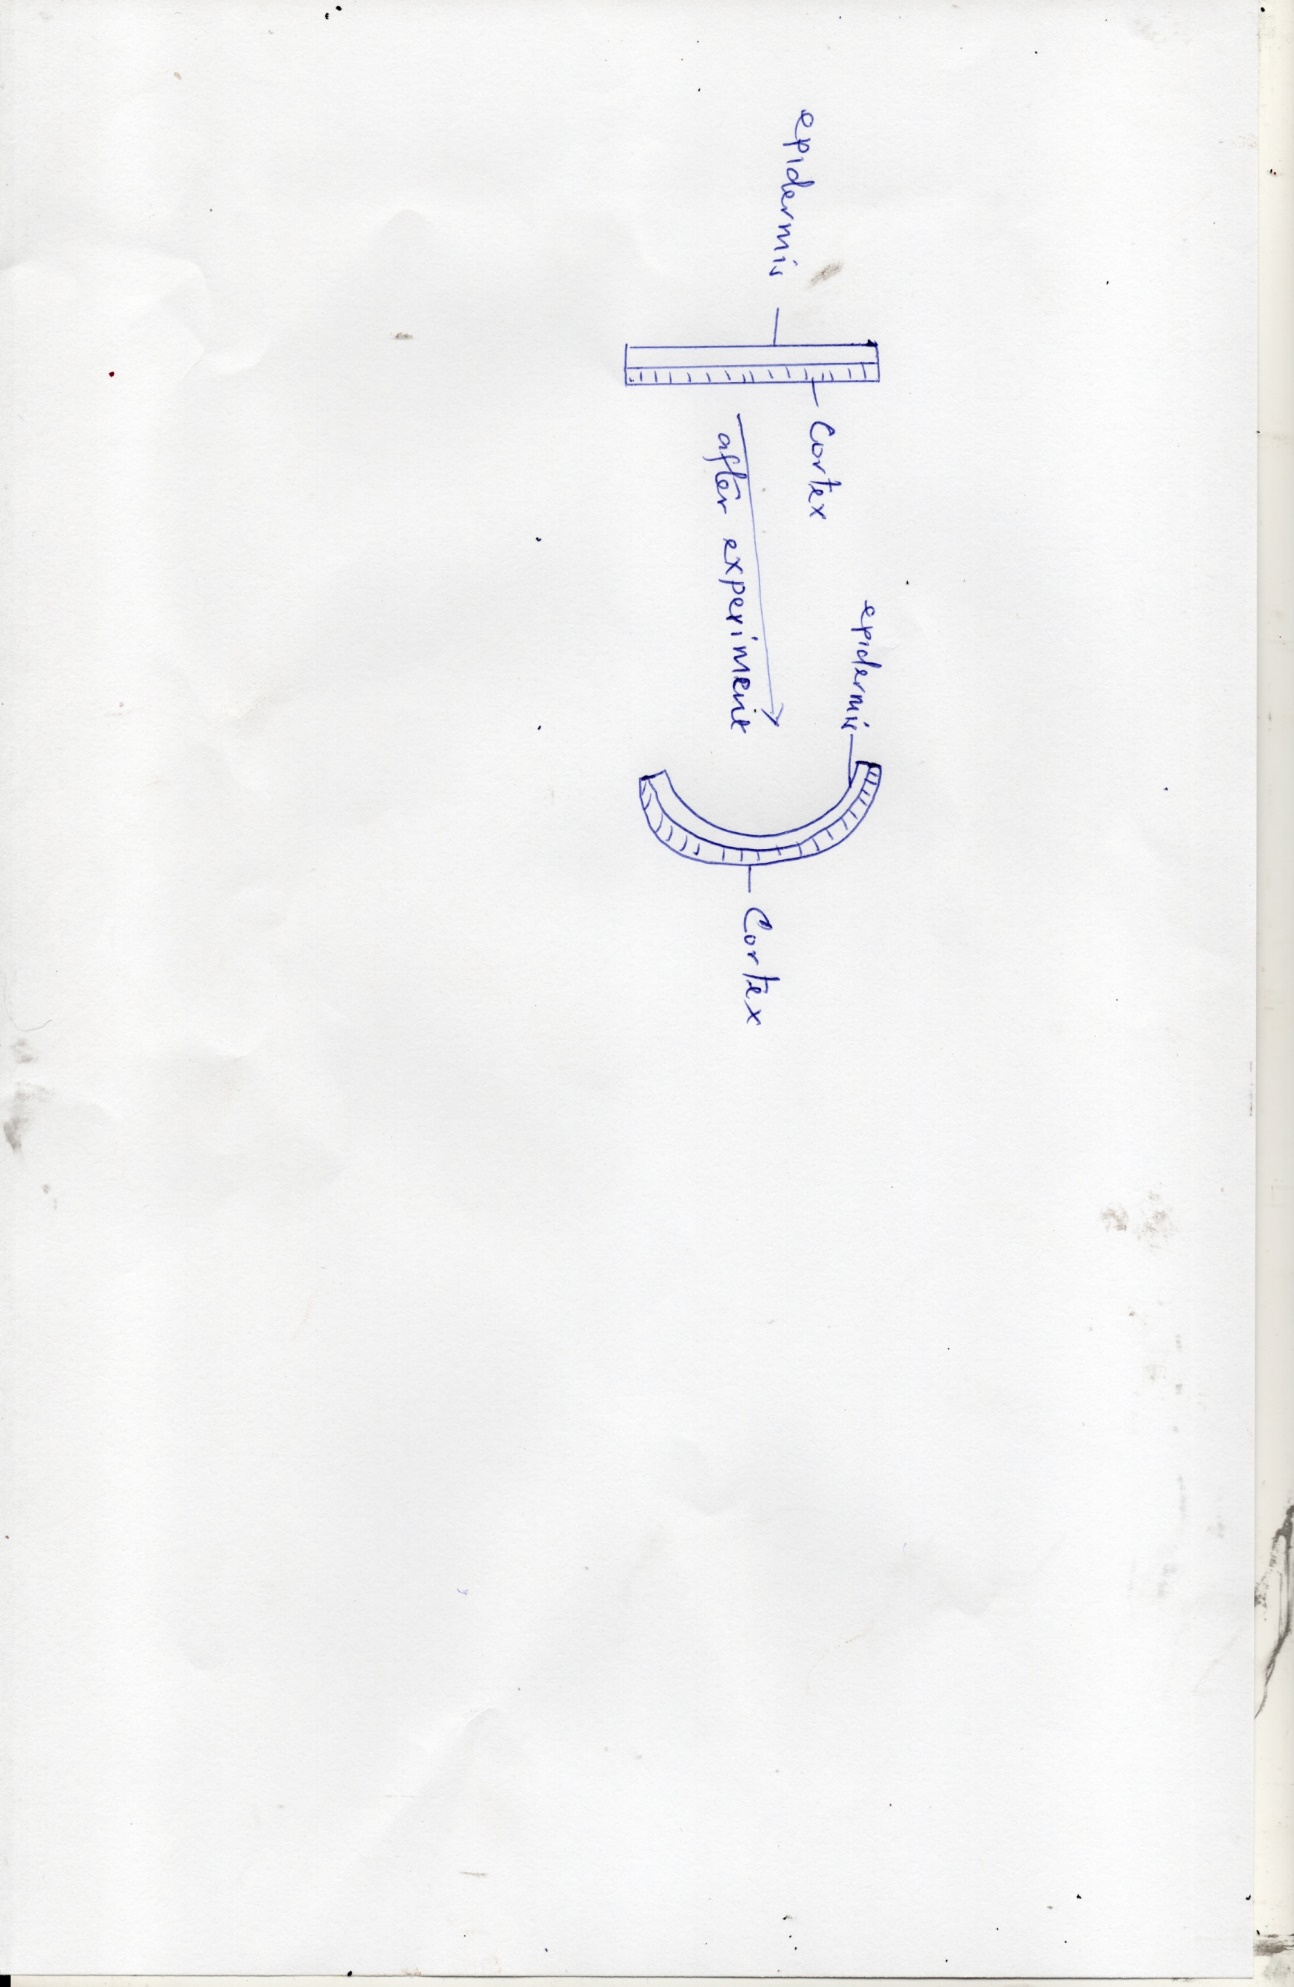 epidermis
Cortex
after experiment
epidermis
Cortex